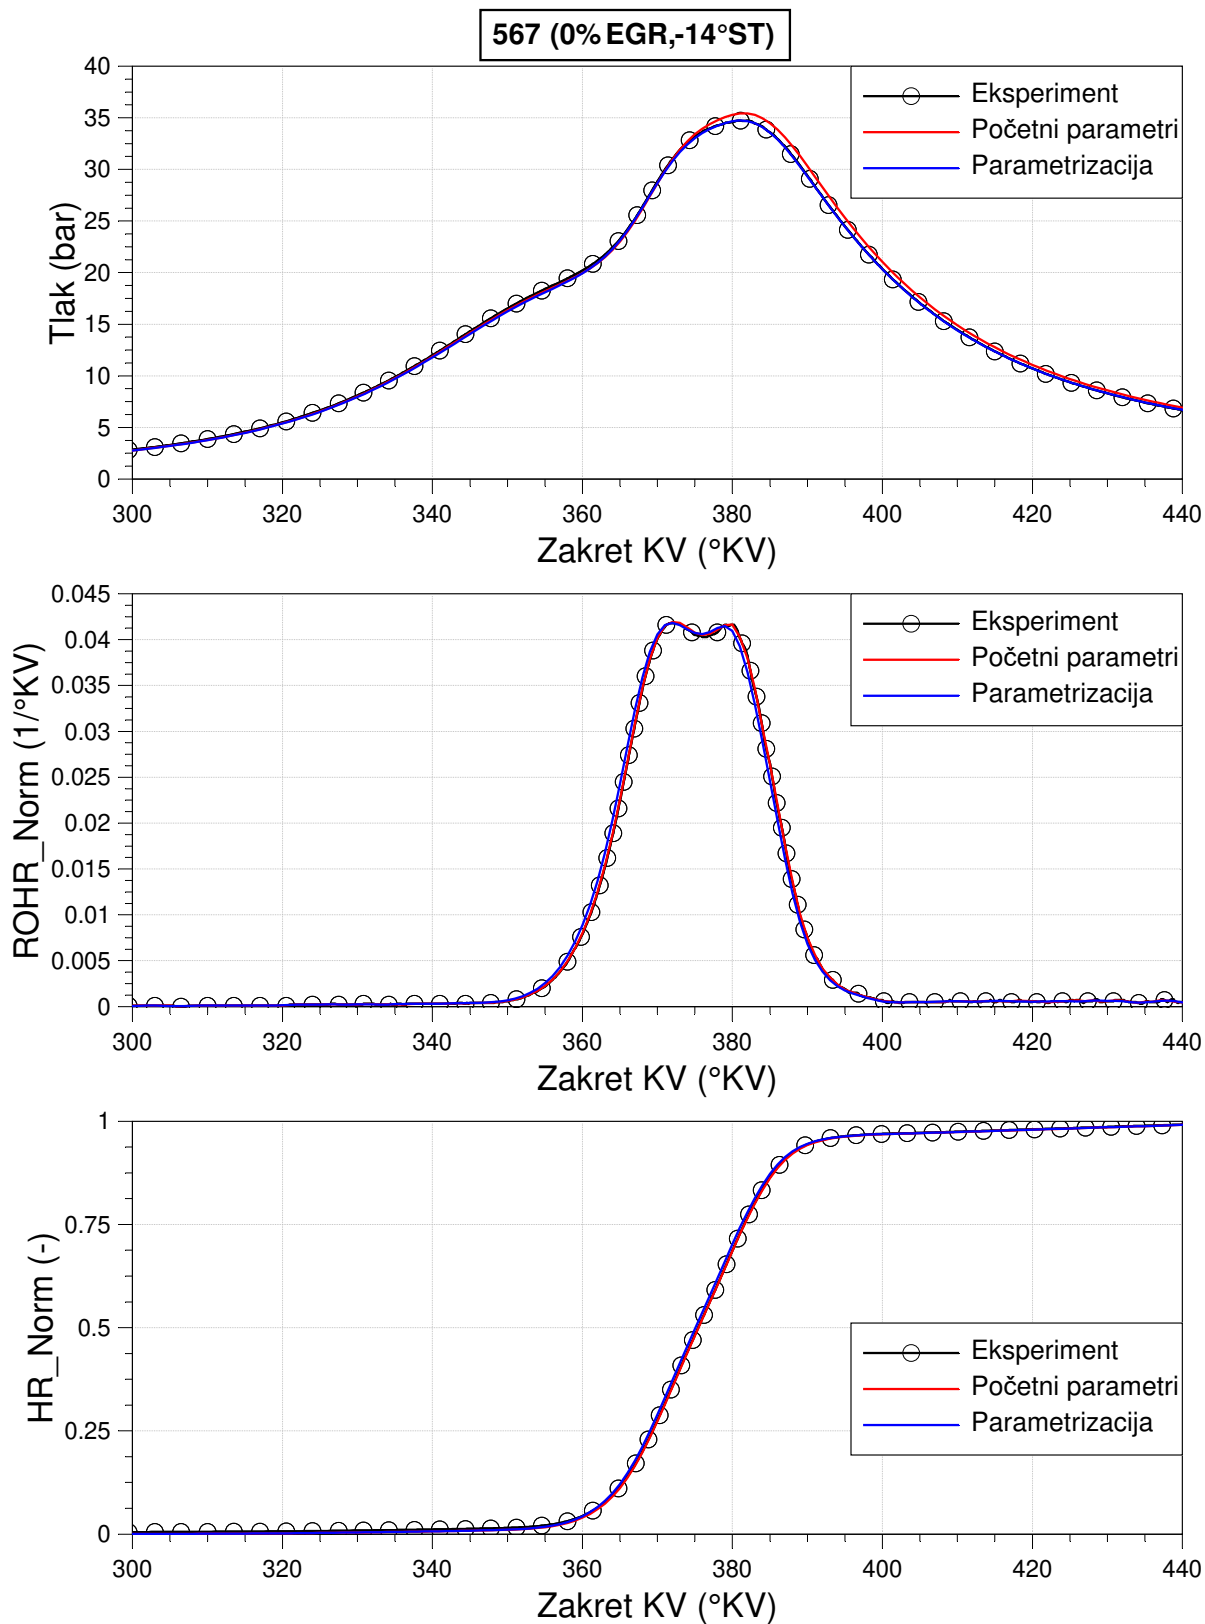 567 (0% EGR,-14°ST)
40
35
30
25
20
15
10
5
0
Tlak (bar)
Eksperiment
Početni parametri
Parametrizacija
300 320 340 360 380 400 420 440
Zakret KV (°KV)
0.045
0.04
0.035
0.03
0.025
0.02
0.015
0.01
0.005
0
ROHR_Norm (1/°KV)
Eksperiment
Početni parametri
Parametrizacija
300 320 340 360 380 400 420 440
Zakret KV (°KV)
1
0.75
0.5
0.25
0
HR_Norm (-)
Eksperiment
Početni parametri
Parametrizacija
300 320 340 360 380 400 420 440
Zakret KV (°KV)